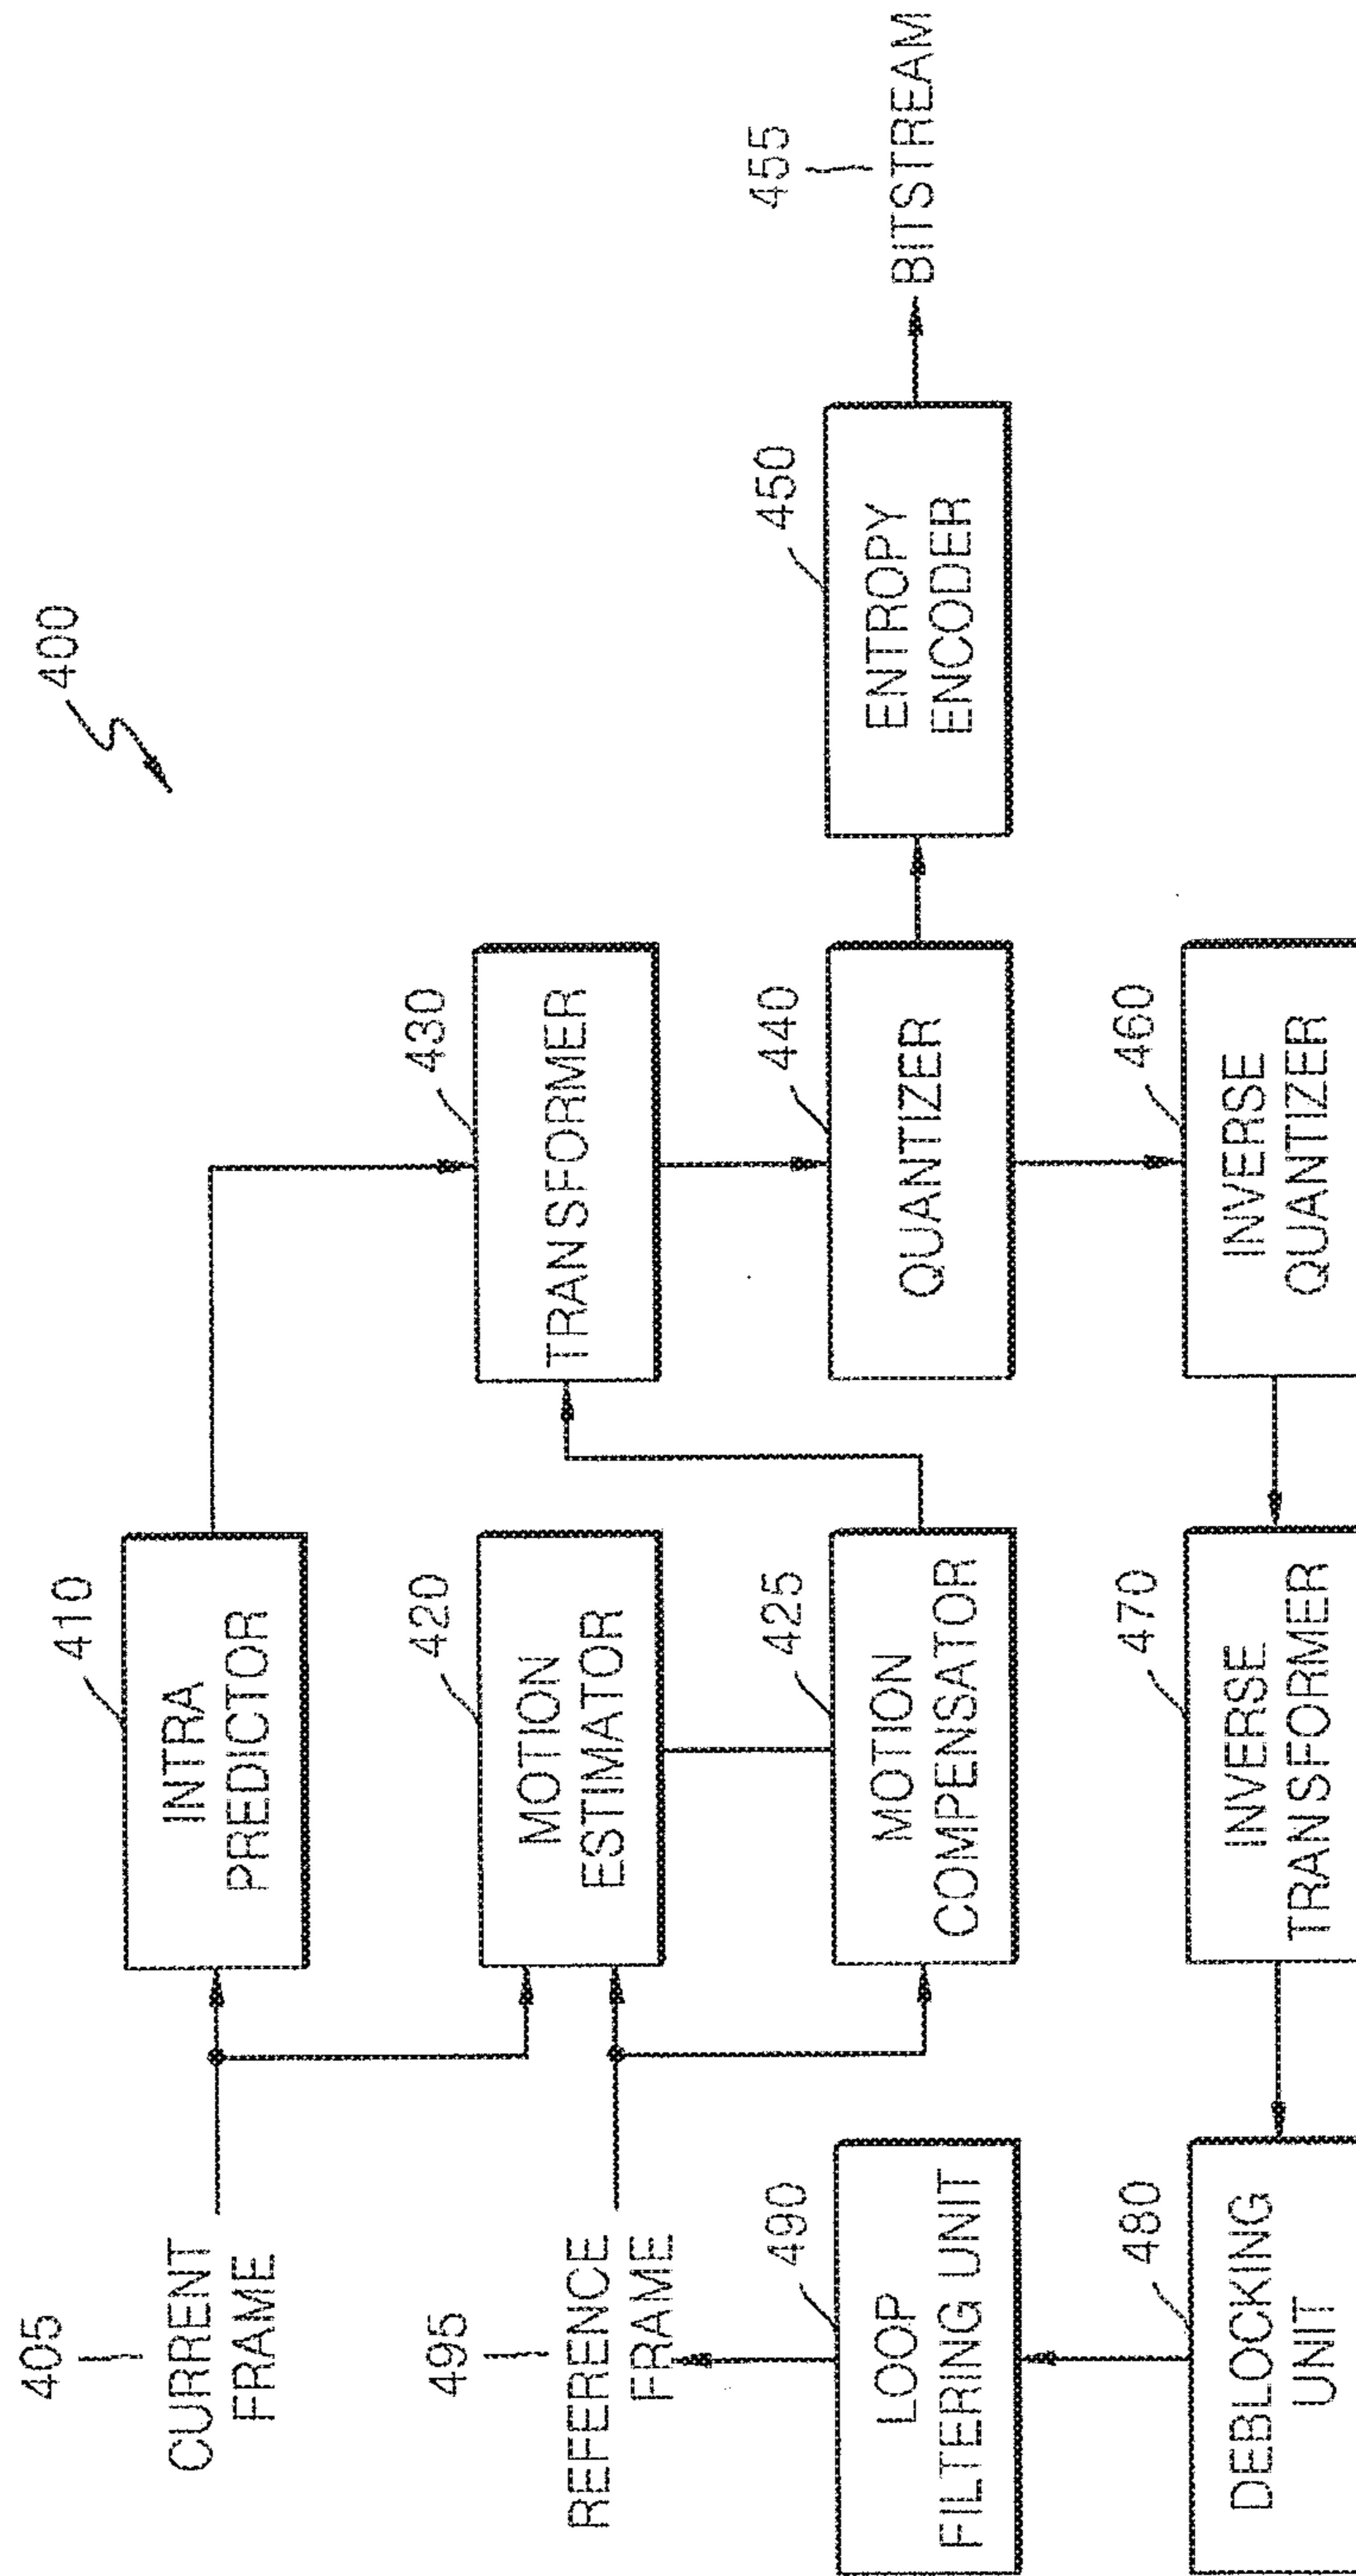 400
405
CURRENT
FRAME
410
INTRA
PREDICTOR
495
REFERENCE
FRAME
420
MOTION
ESTIMATOR
430
TRANSFORMER
490
LOOP
FILTERING UNIT
425
MOTION
COMPENSATOR
440
QUANTIZER
450
ENTROPY
ENCODER
455
BITSTREAM
480
DEBLOCKING
UNIT
470
INVERSE
TRANSFORMER
460
INVERSE
QUANTIZER